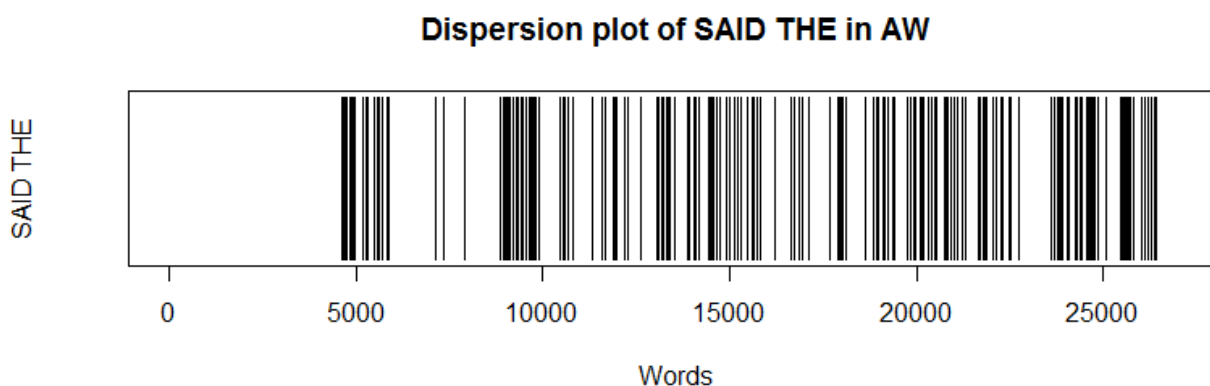 Dispersion plot of SAID THE in AW
SAID THE
0 5000 10000 15000 20000 25000
Words